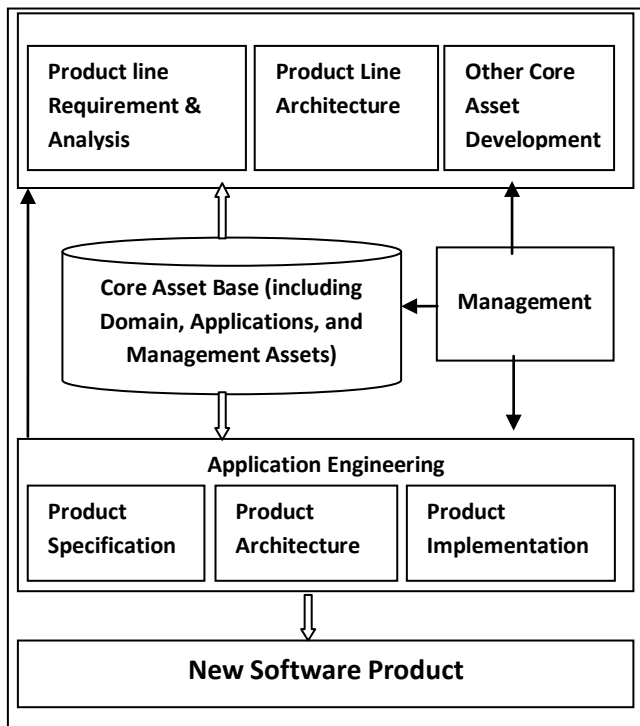 Product line
Requirement &
Analysis
Product Line
Architecture
Other Core
Asset
Development
Core Asset Base (including
Domain, Applications, and
Management Assets)
Management
Application Engineering
Product
Specification
Product
Architecture
Product
Implementation
New Software Product